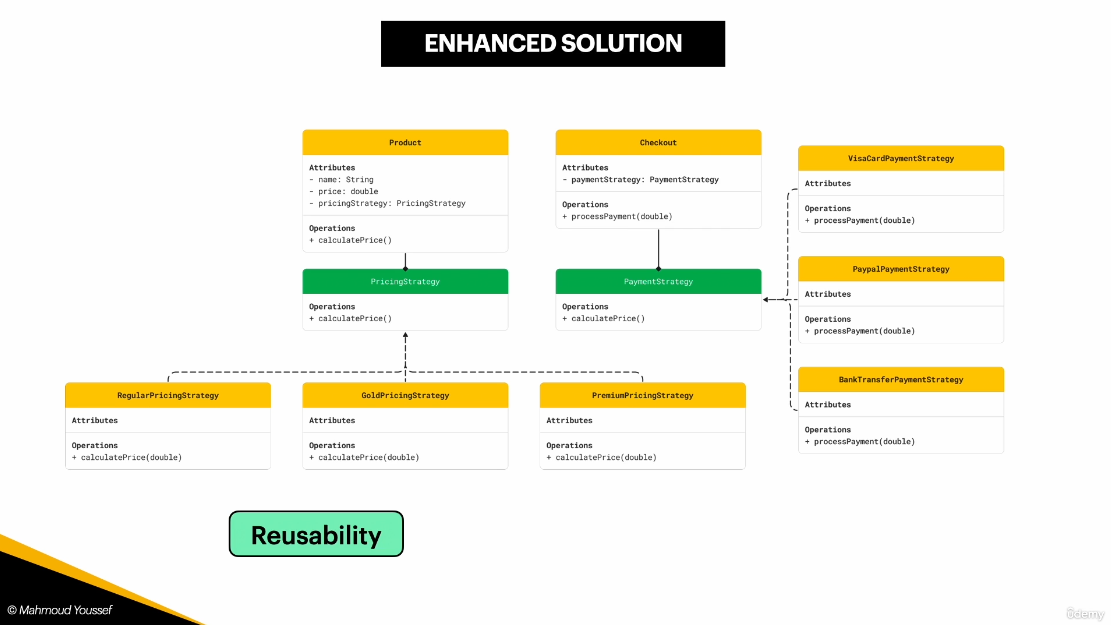 ENHANCED SOLUTION
Product
Attributes
- name: String
- price: double
- pricingStrategy: PricingStrategy
Operations
+ calculatePrice()
Checkout
Attributes
- paymentStrategy: PaymentStrategy
Operations
+ processPayment(double)
VisaCardPaymentStrategy
Attributes
Operations
+ processPayment(double)
PricingStrategy
Operations
+ calculatePrice()
PaymentStrategy
Operations
+ calculatePrice()
PaypalPaymentStrategy
Attributes
Operations
+ processPayment(double)
BankTransferPaymentStrategy
Attributes
Operations
+ processPayment(double)
RegularPricingStrategy
Attributes
Operations
+ calculatePrice(double)
GoldPricingStrategy
Attributes
Operations
+ calculatePrice(double)
PremiumPricingStrategy
Attributes
Operations
+ calculatePrice(double)
Reusability
© Mahmoud Youssef
ûdemy